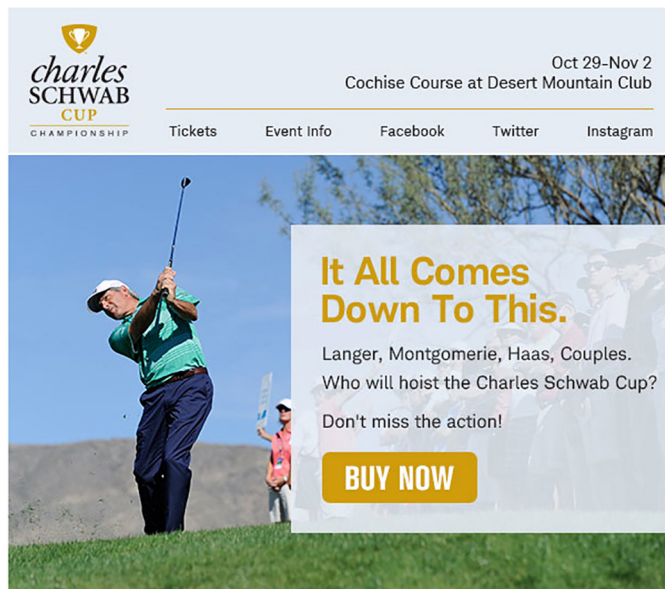 charles
SCHWAB
CUP
CHAMPIONSHIP
Oct 29-Nov 2
Cochise Course at Desert Mountain Club
Tickets Event Info Facebook Twitter Instagram
It All Comes
Down To This.
Langer, Montgomerie, Haas, Couples.
Who will hoist the Charles Schwab Cup?
Don't miss the action!
BUY NOW